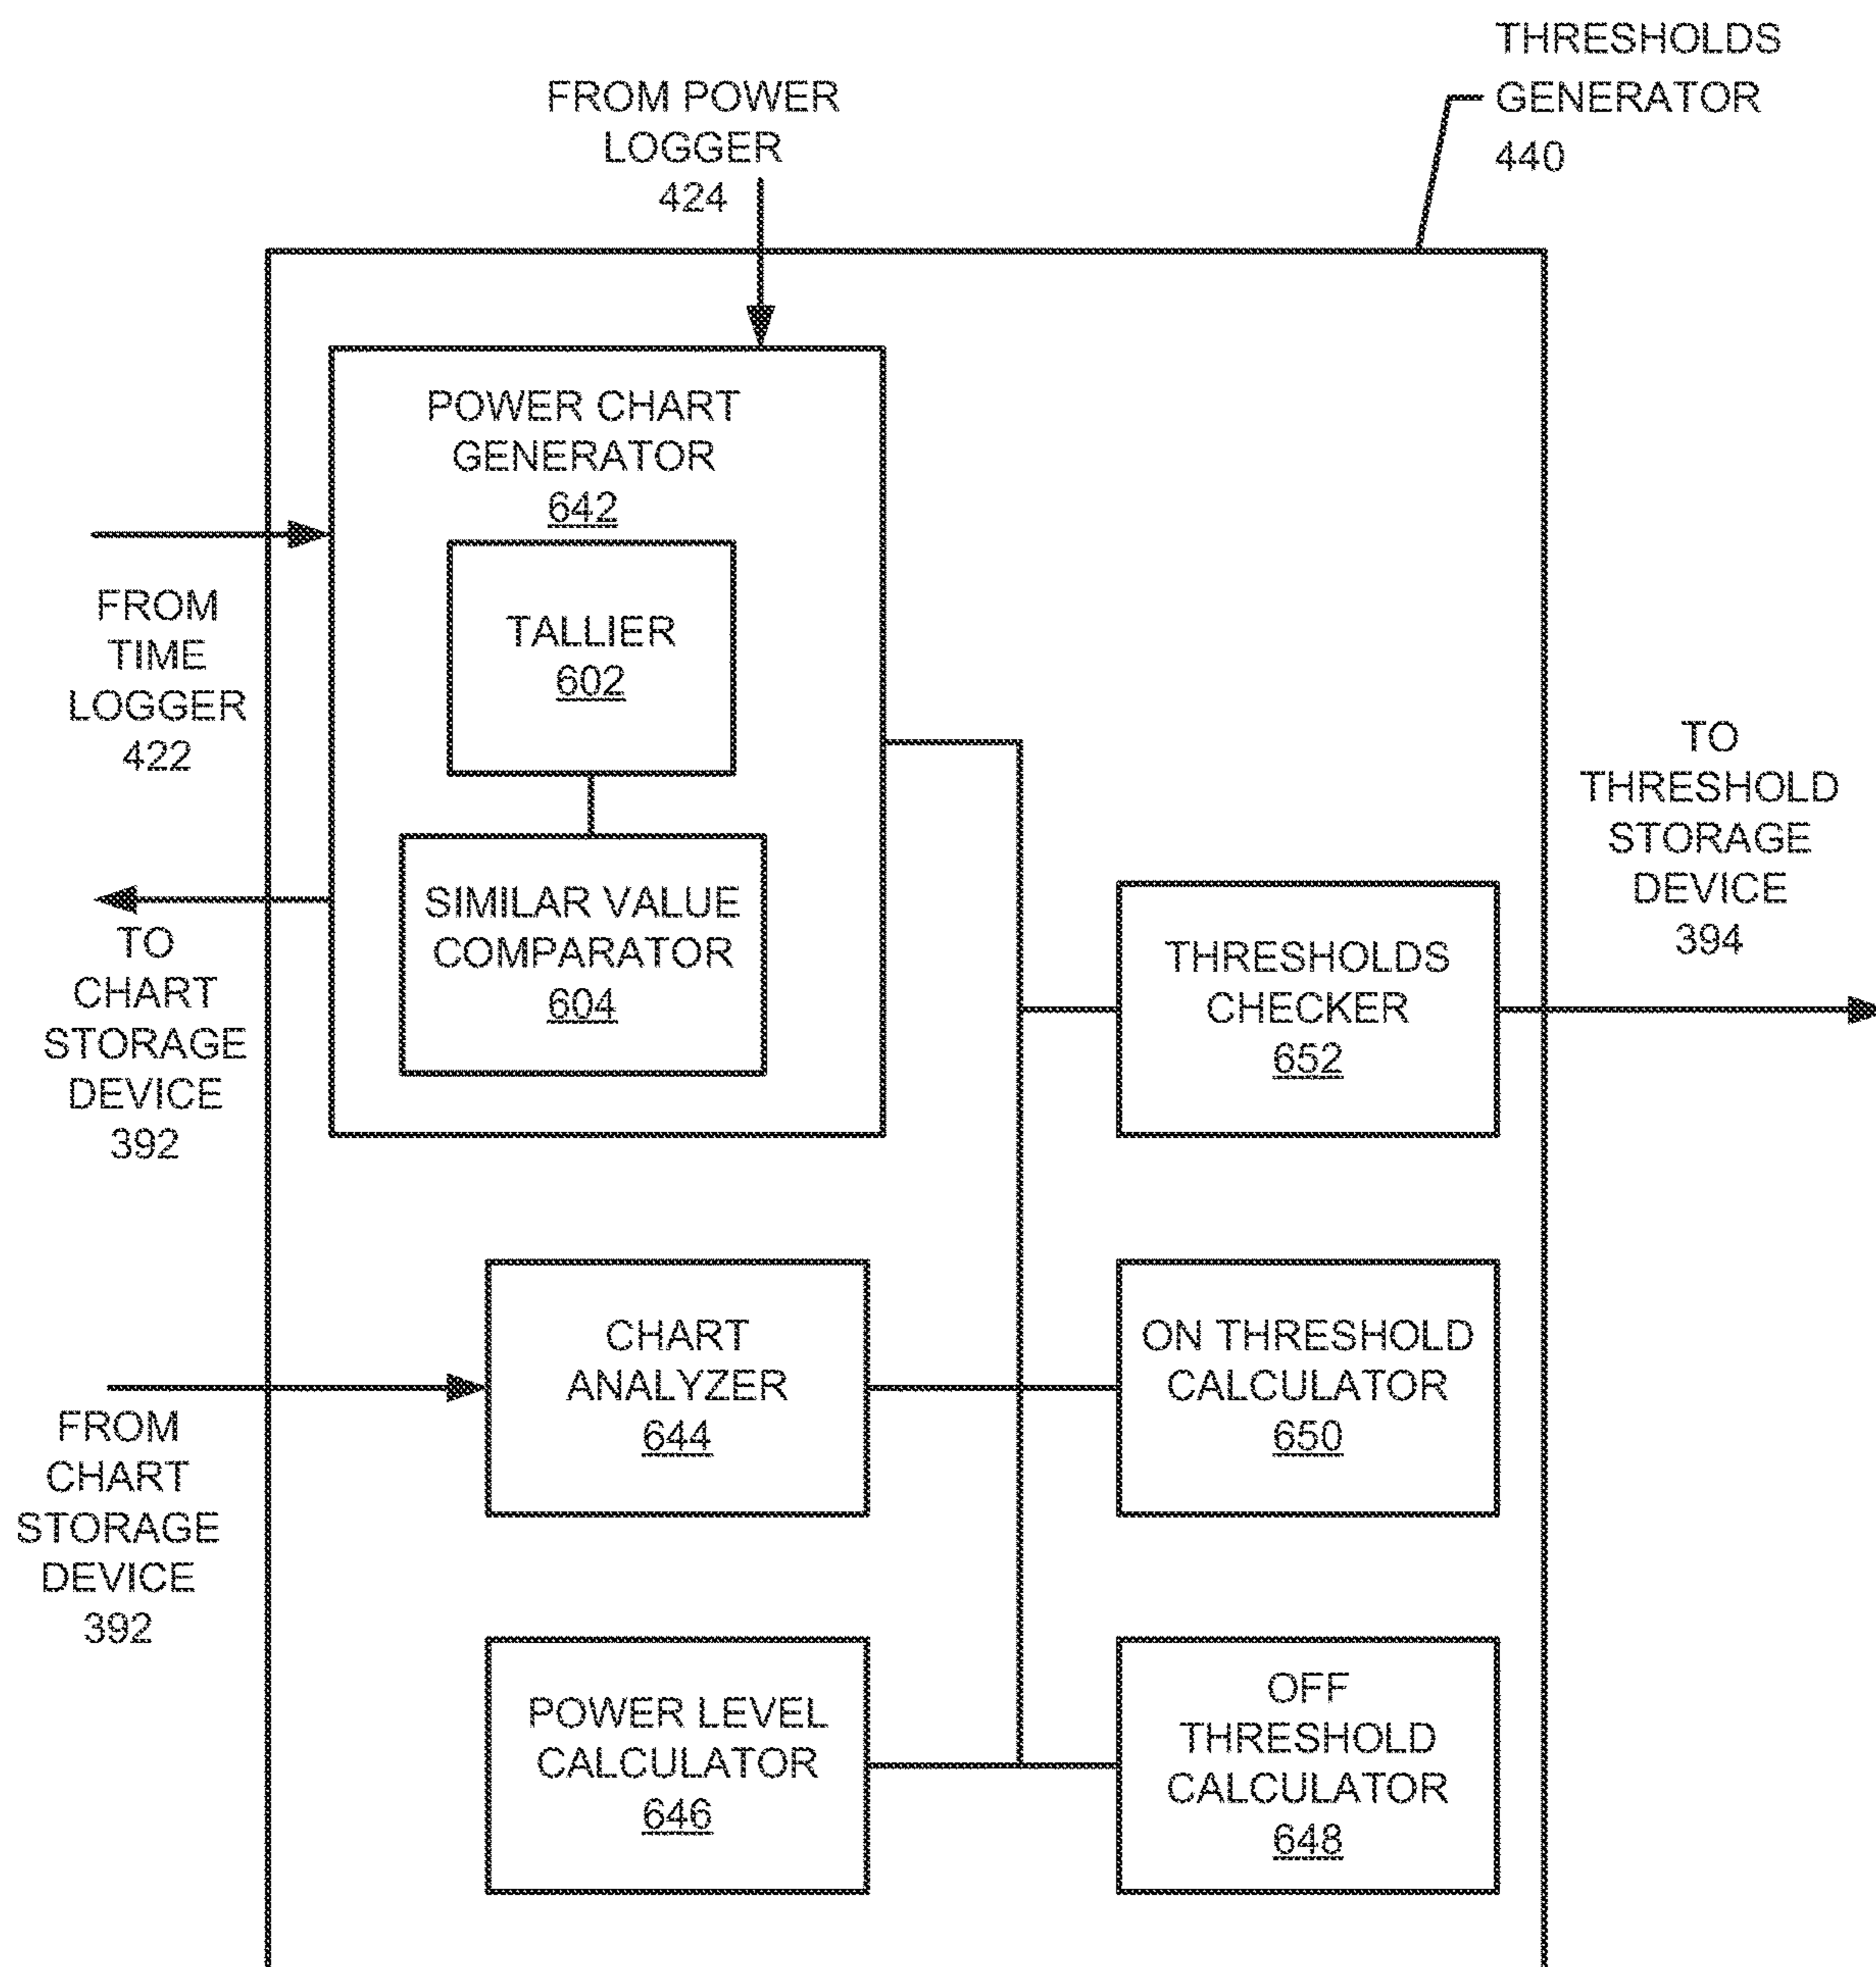 THRESHOLDS
GENERATOR
440
FROM POWER
LOGGER
424
POWER CHART
GENERATOR
642
TALLIER
602
SIMILAR VALUE
COMPARATOR
604
FROM
TIME
LOGGER
422
TO
CHART
STORAGE
DEVICE
392
TO
THRESHOLD
STORAGE
DEVICE
394
THRESHOLDS
CHECKER
652
CHART
ANALYZER
644
ON THRESHOLD
CALCULATOR
650
FROM
CHART
STORAGE
DEVICE
392
POWER LEVEL
CALCULATOR
646
OFF
THRESHOLD
CALCULATOR
648